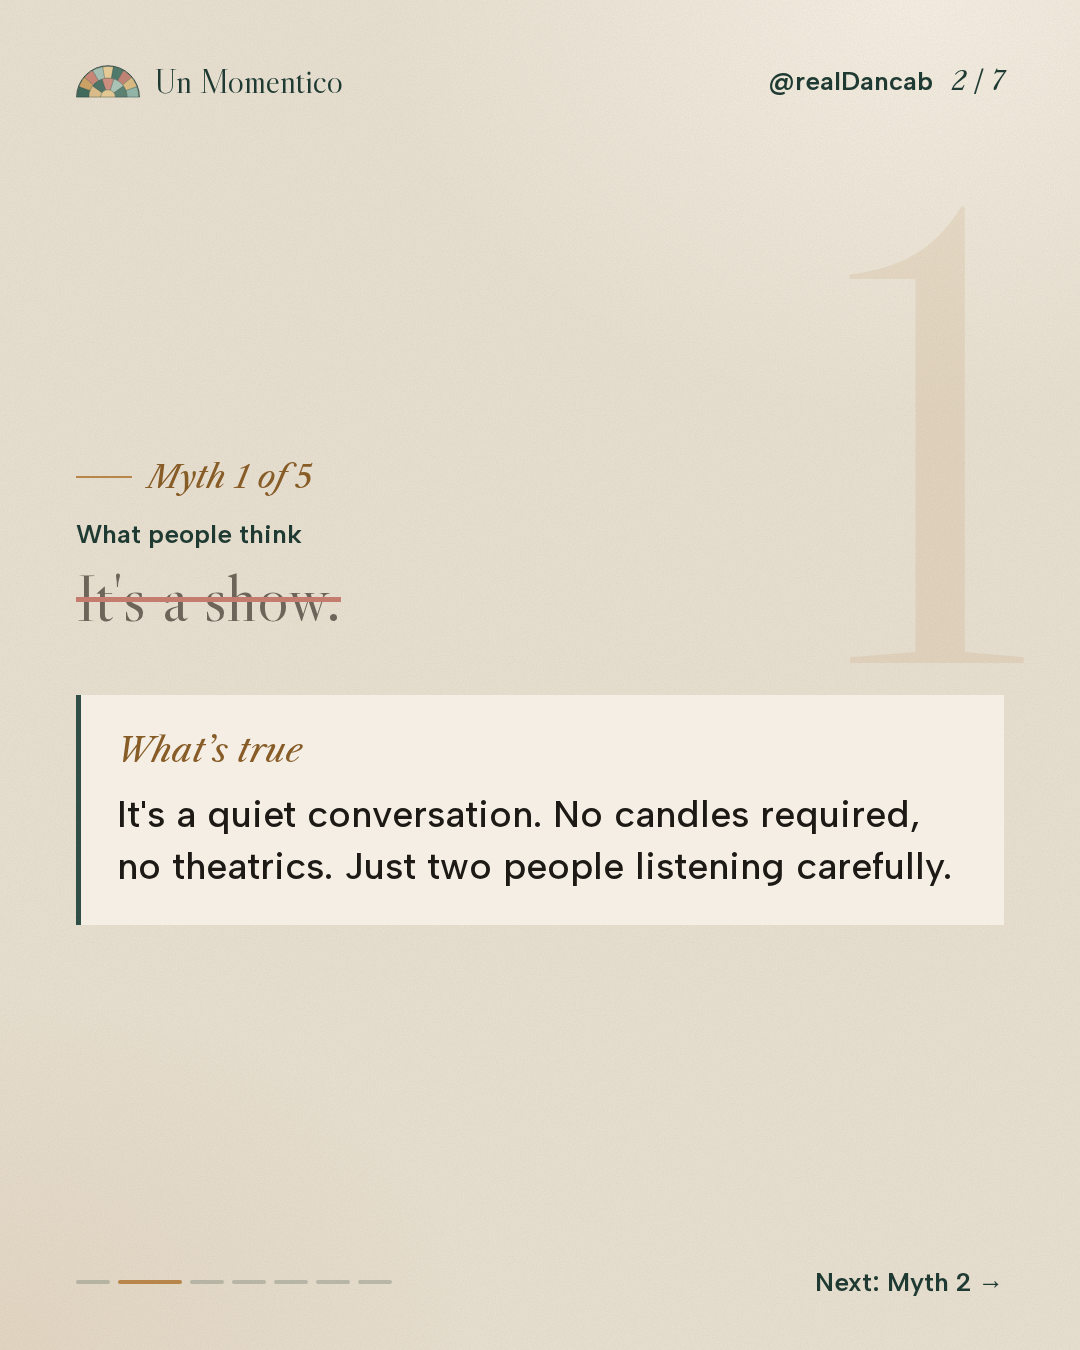 Un Momentico
@realDancab 2 / 7
1
Myth 1 of 5
What people think
It's a show.
What’s true
It's a quiet conversation. No candles required,
no theatrics. Just two people listening carefully.
Next: Myth 2 →